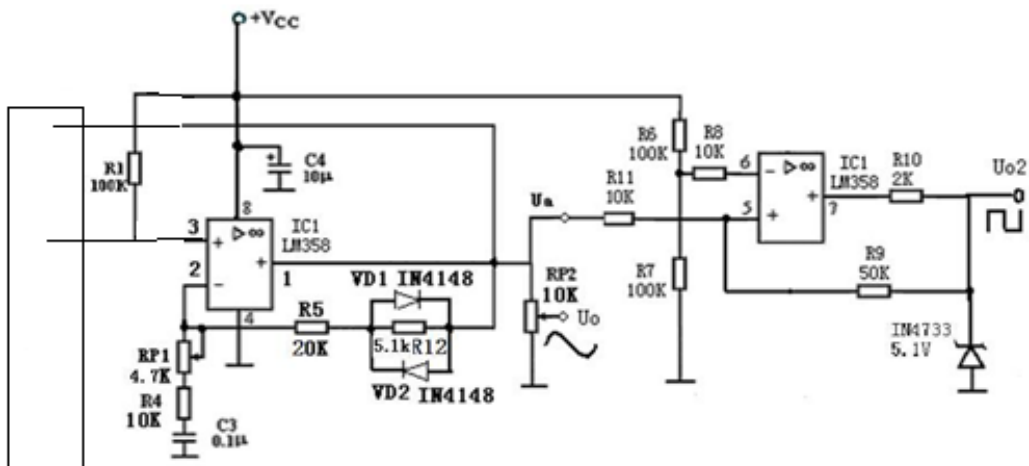 +VCC
R1
100K
C4
10μ
8
IC1
LM358
3
+
▷∞
+
1
2
-
4
R5
20K
VD1 IN4148
5.1kR12
VD2 IN4148
RP1
4.7K
R4
10K
C3
0.1μ
Ua
RP2
10K
Uo
R11
10K
R6
100K
R8
10K
R7
100K
6
-
▷∞
+
5
+
7
IC1
LM358
R10
2K
Uo2
R9
50K
IN4733
5.1V